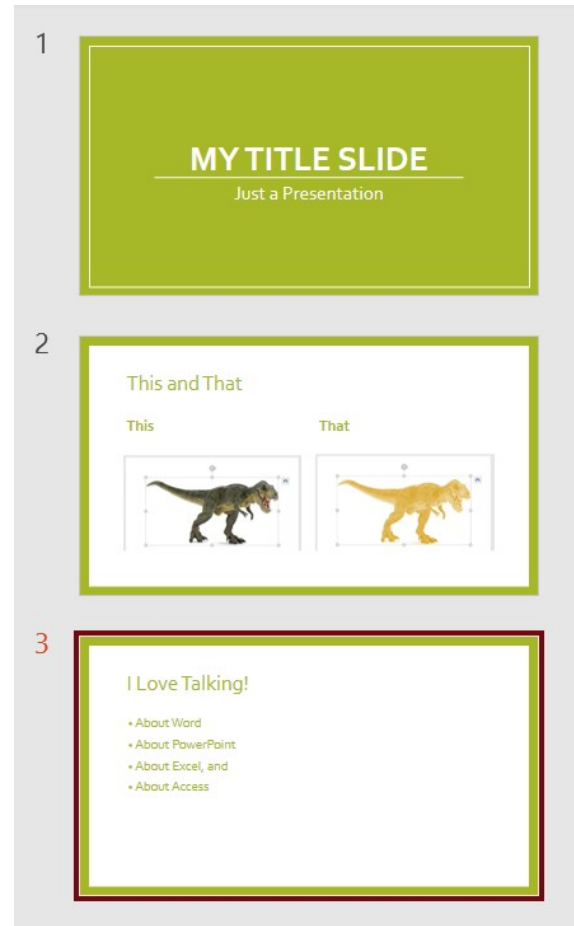 1
MY TITLE SLIDE
Just a Presentation
2
This and That
This That
3
I Love Talking!
• About Word
• About PowerPoint
• About Excel, and
• About Access